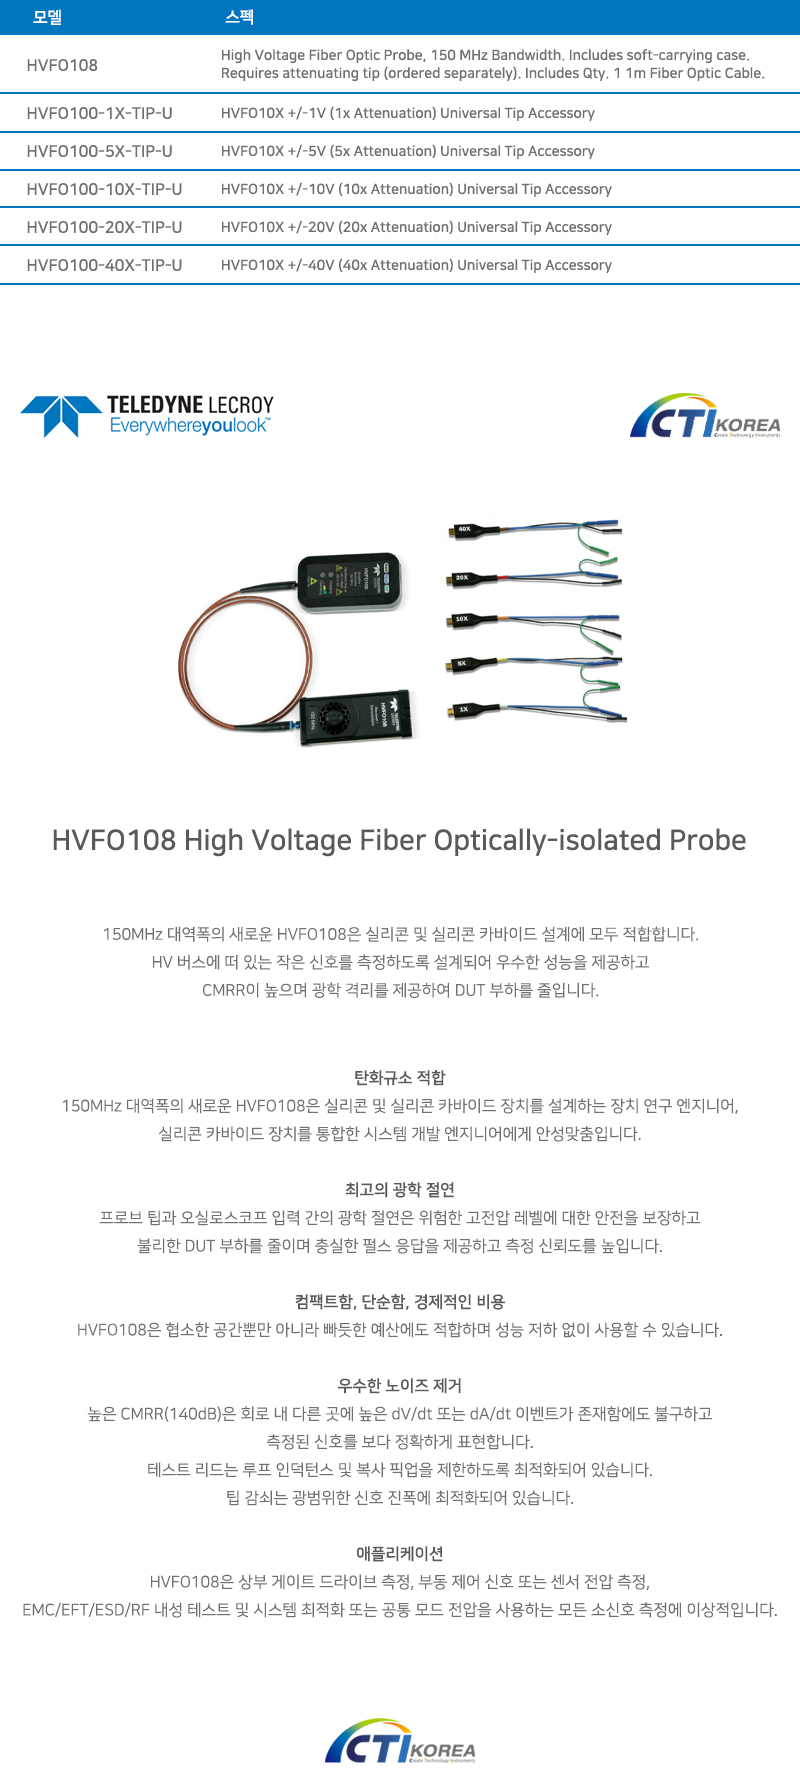 모델 스펙
HVFO108 High Voltage Fiber Optic Probe, 150 MHz Bandwidth. Includes soft-carrying case.
Requires attenuating tip (ordered separately). Includes Qty. 1 1m Fiber Optic Cable.
HVFO100-1X-TIP-U HVFO10X +/-1V (1x Attenuation) Universal Tip Accessory
HVFO100-5X-TIP-U HVFO10X +/-5V (5x Attenuation) Universal Tip Accessory
HVFO100-10X-TIP-U HVFO10X +/-10V (10x Attenuation) Universal Tip Accessory
HVFO100-20X-TIP-U HVFO10X +/-20V (20x Attenuation) Universal Tip Accessory
HVFO100-40X-TIP-U HVFO10X +/-40V (40x Attenuation) Universal Tip Accessory
TELEDYNE LECROY
Everywhereyoulook™
CTI KOREA
Create Technology Instruments
40X
20X
10X
5X
1X
HVFO108
TELEDYNE LECROY
HVFO108
150 MHz
HVFO108 High Voltage Fiber Optically-isolated Probe
150MHz 대역폭의 새로운 HVFO108은 실리콘 및 실리콘 카바이드 설계에 모두 적합합니다.
HV 버스에 떠 있는 작은 신호를 측정하도록 설계되어 우수한 성능을 제공하고
CMRR이 높으며 광학 격리를 제공하여 DUT 부하를 줄입니다.
탄화규소 적합
150MHz 대역폭의 새로운 HVFO108은 실리콘 및 실리콘 카바이드 장치를 설계하는 장치 연구 엔지니어,
실리콘 카바이드 장치를 통합한 시스템 개발 엔지니어에게 안성맞춤입니다.
최고의 광학 절연
프로브 팁과 오실로스코프 입력 간의 광학 절연은 위험한 고전압 레벨에 대한 안전을 보장하고
불리한 DUT 부하를 줄이며 충실한 펄스 응답을 제공하고 측정 신뢰도를 높입니다.
컴팩트함, 단순함, 경제적인 비용
HVFO108은 협소한 공간뿐만 아니라 빠듯한 예산에도 적합하며 성능 저하 없이 사용할 수 있습니다.
우수한 노이즈 제거
높은 CMRR(140dB)은 회로 내 다른 곳에 높은 dV/dt 또는 dA/dt 이벤트가 존재함에도 불구하고
측정된 신호를 보다 정확하게 표현합니다.
테스트 리드는 루프 인덕턴스 및 복사 픽업을 제한하도록 최적화되어 있습니다.
팁 감쇠는 광범위한 신호 진폭에 최적화되어 있습니다.
애플리케이션
HVFO108은 상부 게이트 드라이브 측정, 부동 제어 신호 또는 센서 전압 측정,
EMC/EFT/ESD/RF 내성 테스트 및 시스템 최적화 또는 공통 모드 전압을 사용하는 모든 소신호 측정에 이상적입니다.
CTI KOREA
Create Technology Instruments